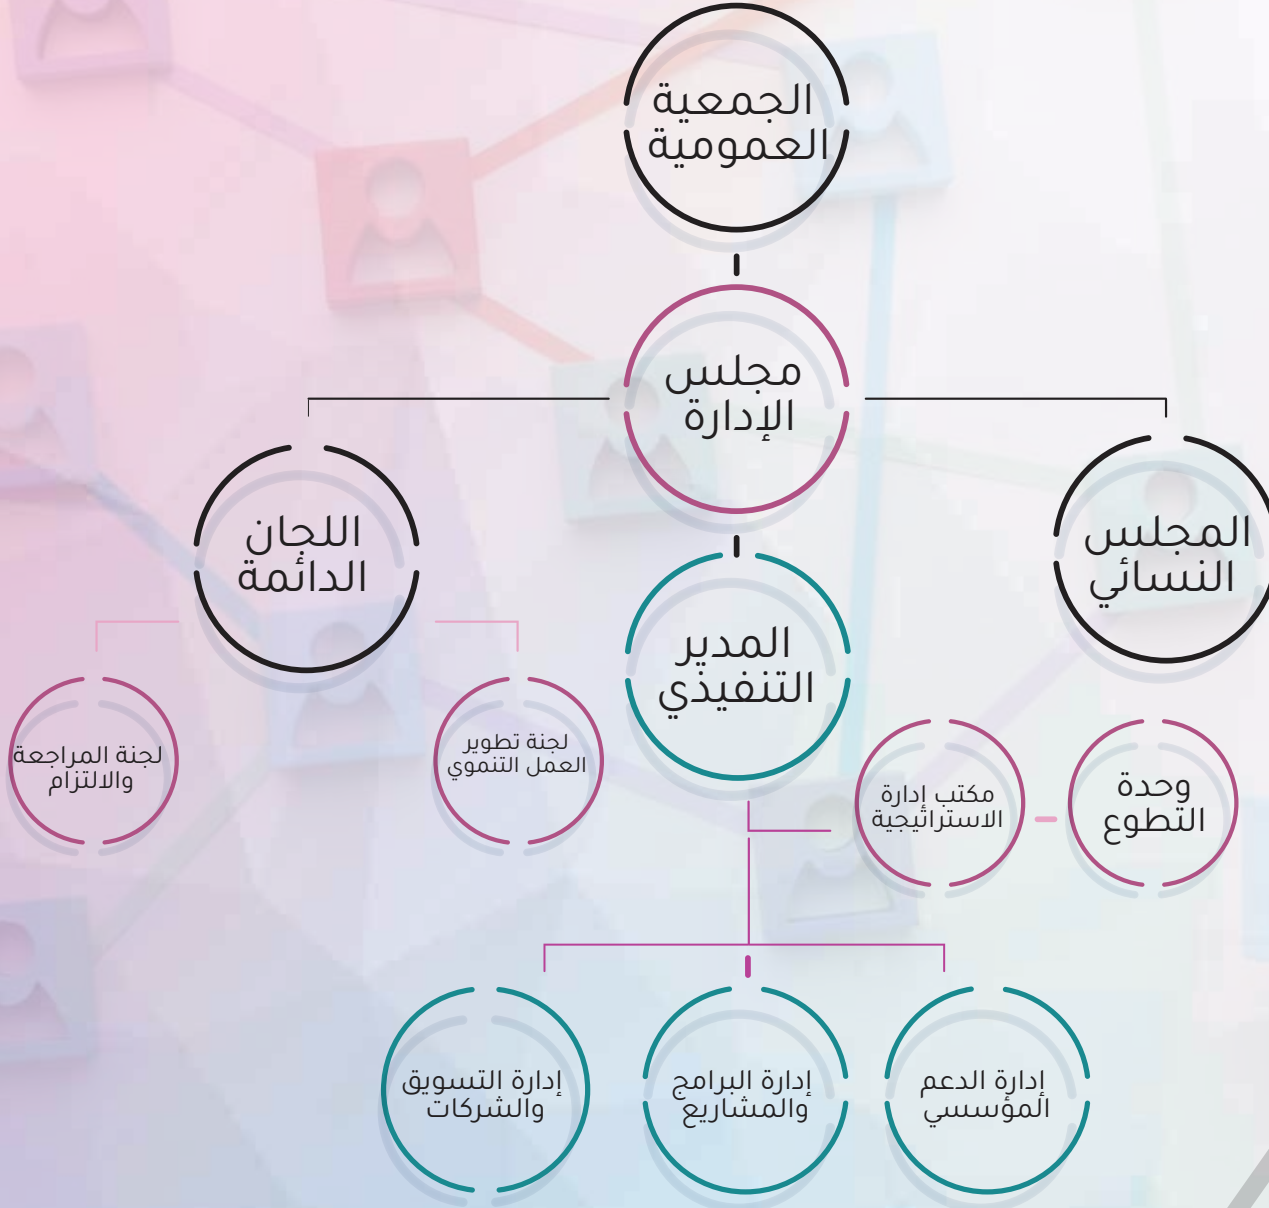 الجمعية
العمومية
مجلس
الإدارة
المجلس
النسائي
اللجان
الدائمة
المدير
التنفيذي
وحدة
التطوع
مكتب إدارة
الاستراتيجية
لجنة تطوير
العمل التنموي
لجنة المراجعة
والالتزام
إدارة الدعم
المؤسسي
إدارة البرامج
والمشاريع
إدارة التسويق
والشركات